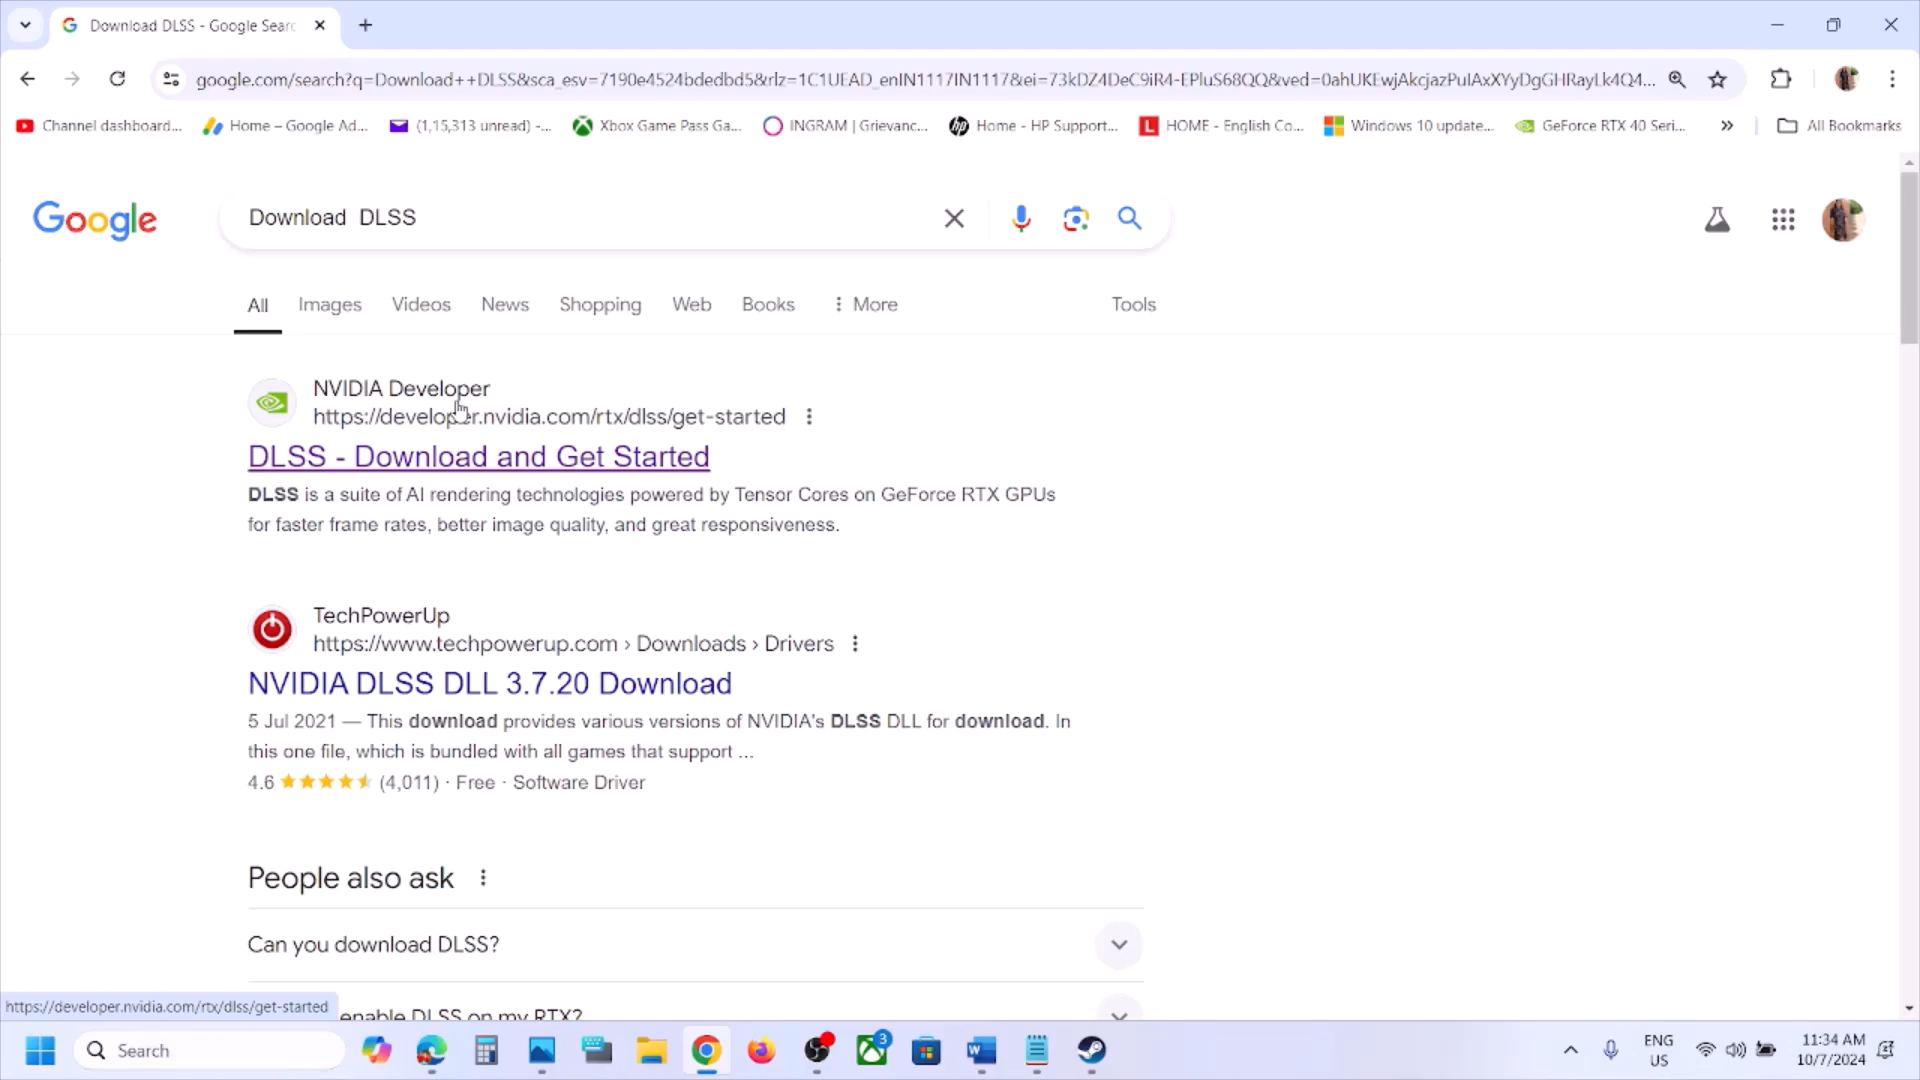 Download DLSS - Google Searc
google.com/search?q=Download++DLSS&sca_esv=7190e4524bdedbd5&rlz=1C1UEAD_enIN1117IN1117&ei=73kDZ4DeC9iR4-EPluS68QQ&ved=0ahUKEwjAkcjazPuIAxXYyDgGHRayLk4Q4...
Channel dashboard...
Home – Google Ad...
(1,15,313 unread) -...
Xbox Game Pass Ga...
INGRAM | Grievanc...
Home - HP Support...
HOME - English Co...
Windows 10 update...
GeForce RTX 40 Seri...
All Bookmarks
Google
Download  DLSS
All Images Videos News Shopping Web Books More Tools
NVIDIA Developer
https://developer.nvidia.com/rtx/dlss/get-started
DLSS - Download and Get Started
DLSS is a suite of AI rendering technologies powered by Tensor Cores on GeForce RTX GPUs
for faster frame rates, better image quality, and great responsiveness.
TechPowerUp
https://www.techpowerup.com › Downloads › Drivers
NVIDIA DLSS DLL 3.7.20 Download
5 Jul 2021 — This download provides various versions of NVIDIA's DLSS DLL for download. In
this one file, which is bundled with all games that support ...
4.6 (4,011) · Free · Software Driver
People also ask
Can you download DLSS?
https://developer.nvidia.com/rtx/dlss/get-started
enable DLSS on my RTX?
Search
3
ENG
US
11:34 AM
10/7/2024